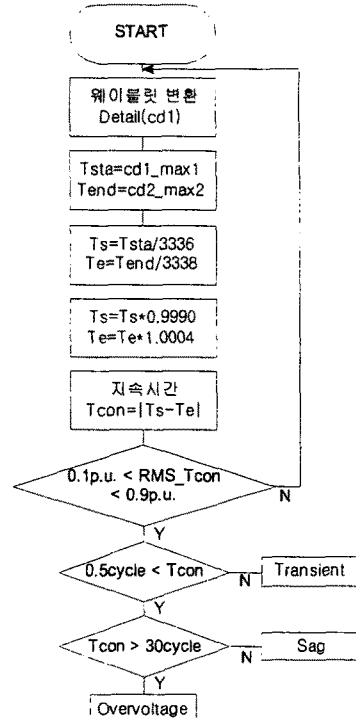 START
웨이블릿 변환
Detail(cd1)
Tsta=cd1_max1
Tend=cd2_max2
Ts=Tsta/3336
Te=Tend/3338
Ts=Ts*0.9990
Te=Te*1.0004
지속시간
Tcon=|Ts-Te|
0.1p.u. < RMS_Tcon
< 0.9p.u.
N
Y
0.5cycle < Tcon
N
Transient
Y
Tcon > 30cycle
N
Sag
Y
Overvoltage